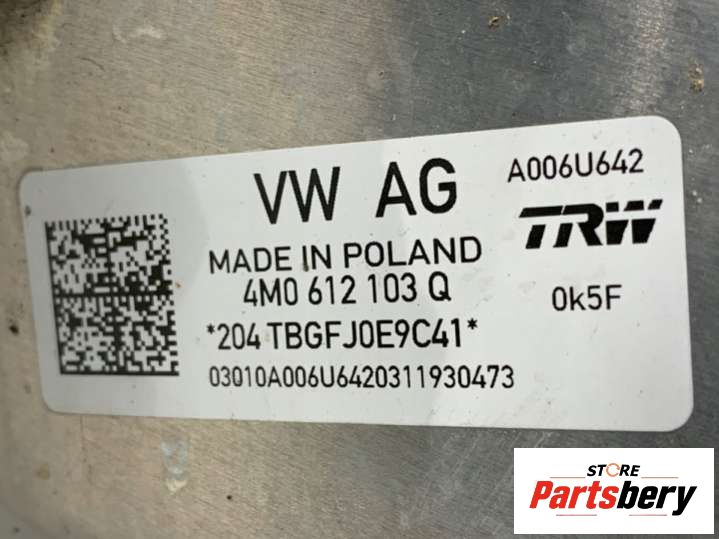 VW AG
A006U642
TRW
MADE IN POLAND
4M0 612 103 Q
0k5F
*204 TBGFJ0E9C41*
03010A006U6420311930473
STORE
Partsbery